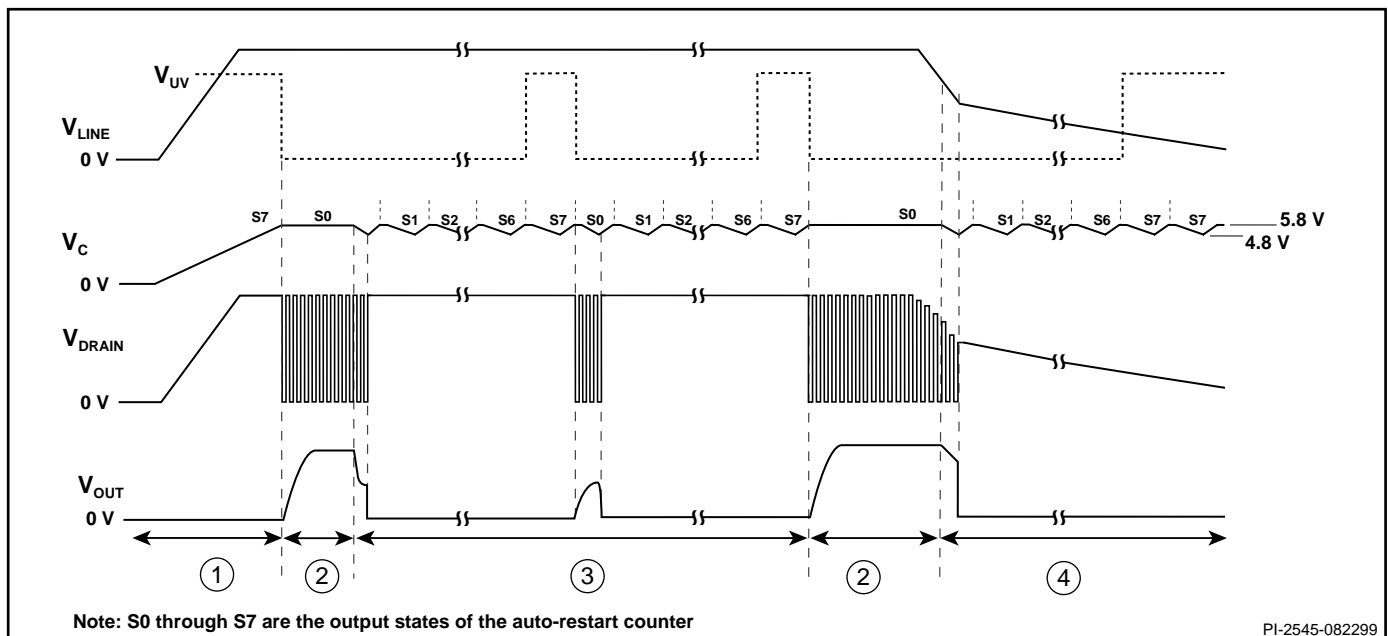 V_UV
V_LINE
0 V
S7 S0 S1 S2 S6 S7 S0 S1 S2 S6 S7 S0 S1 S2 S6 S7 S7
5.8 V
4.8 V
V_C
0 V
V_DRAIN
0 V
V_OUT
0 V
1 2 3 2 4
Note: S0 through S7 are the output states of the auto-restart counter
PI-2545-082299